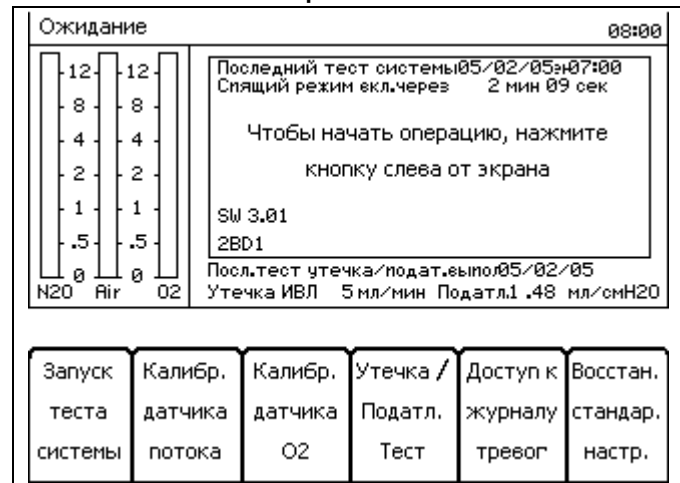 Ожидание 08:00
12 12
8 8
4 4
2 2
1 1
.5 .5
0 0
N2O Air O2
Последний тест системы05/02/05эн07:00
Спящий режим вкл.через 2 мин 09 сек
Чтобы начать операцию, нажмите
кнопку слева от экрана
SW 3.01
2BD1
Посл.тест утечка/подат.выпол05/02/05
Утечка ИВЛ 5 мл/мин Податл.1 .48 мл/смH2O
Запуск теста системы
Калибр. датчика потока
Калибр. датчика O2
Утечка / Податл. Тест
Доступ к журналу тревог
Восстан. стандар. настр.